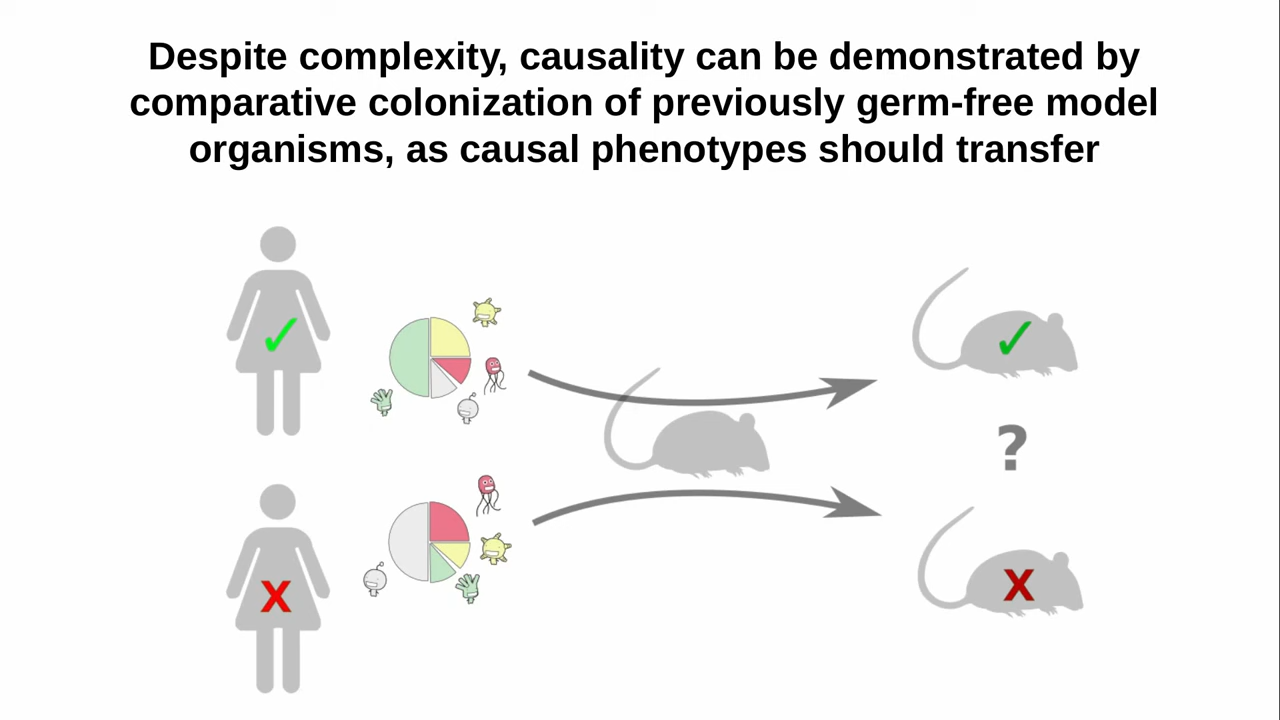 Despite complexity, causality can be demonstrated by
comparative colonization of previously germ-free model
organisms, as causal phenotypes should transfer
✓
✓
?
X
X